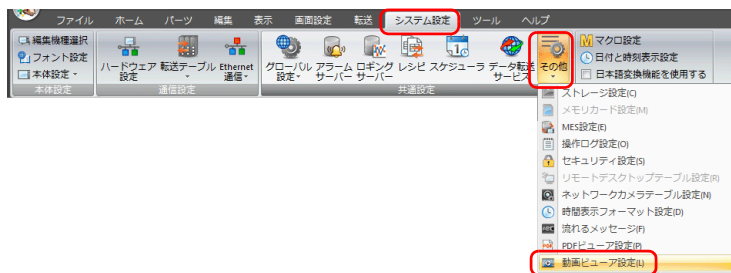 ファイル ホーム パーツ 編集 表示 画面設定 転送 システム設定 ツール ヘルプ
編集機種選択
フォント設定
本体設定
本体設定
ハードウェア設定 転送テーブル Ethernet通信
通信設定
グローバル設定 アラームサーバー ロギングサーバー レシピ スケジューラ データ転送サービス その他
共通設定
マクロ設定
日付と時刻表示設定
日本語変換機能を使用する
ストレージ設定(C)
メモリカード設定(M)
MES設定(E)
操作ログ設定(O)
セキュリティ設定(S)
リモートデスクトップテーブル設定(R)
ネットワークカメラテーブル設定(N)
時間表示フォーマット設定(D)
流れるメッセージ(F)
PDFビューア設定(P)
動画ビューア設定(L)